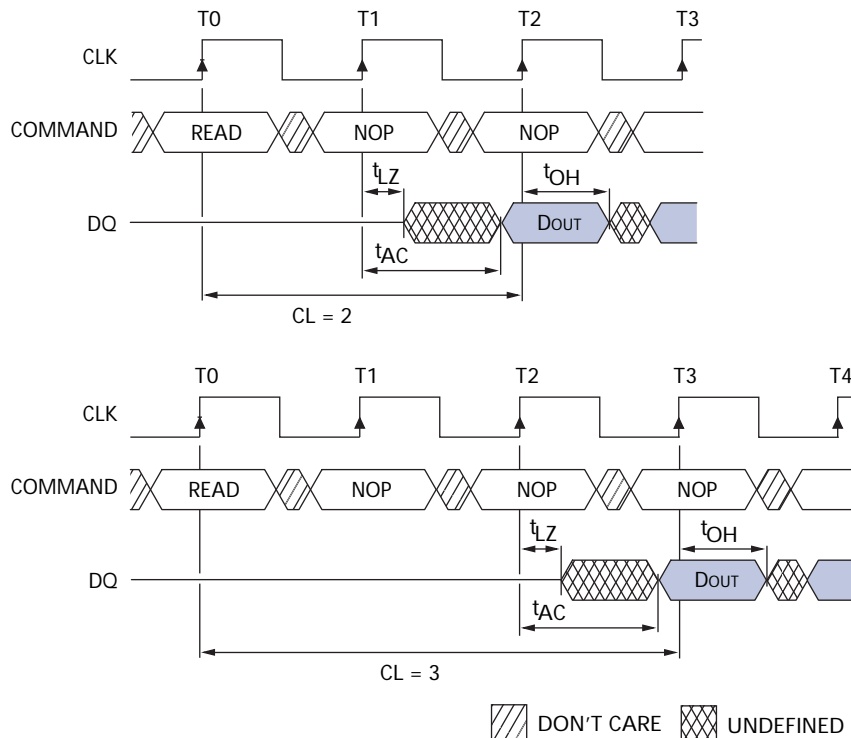 T0 T1 T2 T3
CLK
COMMAND READ NOP NOP
tLZ tOH
DQ DOUT
tAC
CL = 2
T0 T1 T2 T3 T4
CLK
COMMAND READ NOP NOP NOP
tLZ tOH
DQ DOUT
tAC
CL = 3
DON'T CARE UNDEFINED